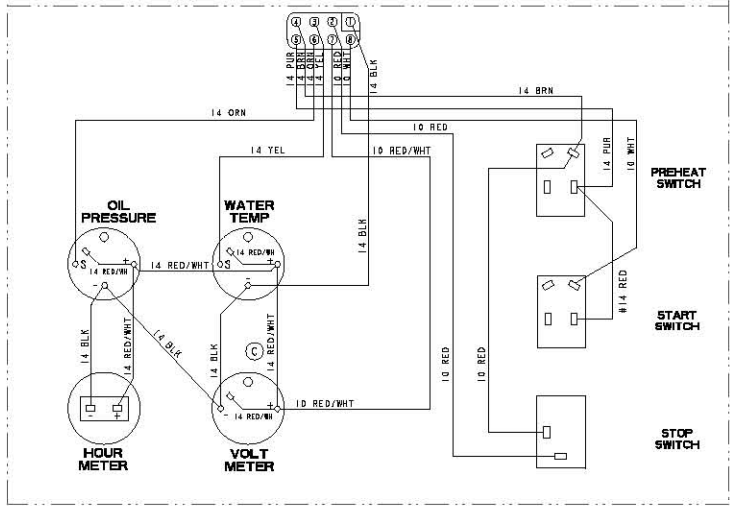 4 3 2 1
5 6 7 8
14 PUR
14 BRN
14 ORN
14 YEL
10 RED
10 WHT
14 BLK
14 BRN
14 ORN
10 RED
14 YEL
10 RED/WHT
14 PUR
10 WHT
PREHEAT
SWITCH
OIL
PRESSURE
WATER
TEMP
14 BLK
S
14 RED/WH
+
-
14 RED/WHT
S
14 RED/WH
+
-
#14 RED
START
SWITCH
14 BLK
14 RED/WHT
14 BLK
14 BLK
C
14 RED/WHT
10 RED
10 RED
- +
- 14 RED/WH +
10 RED/WHT
HOUR
METER
VOLT
METER
STOP
SWITCH